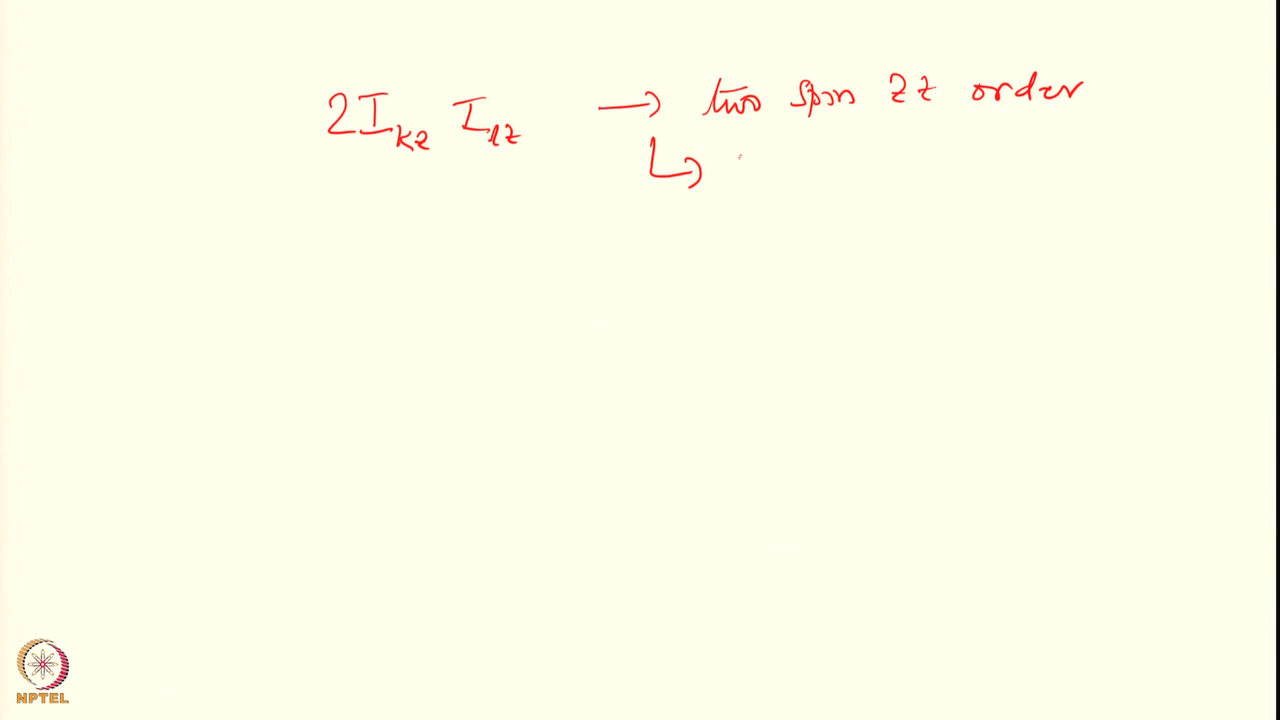 2I_{kz} I_{lz} → two spin zz order
↳
NPTEL